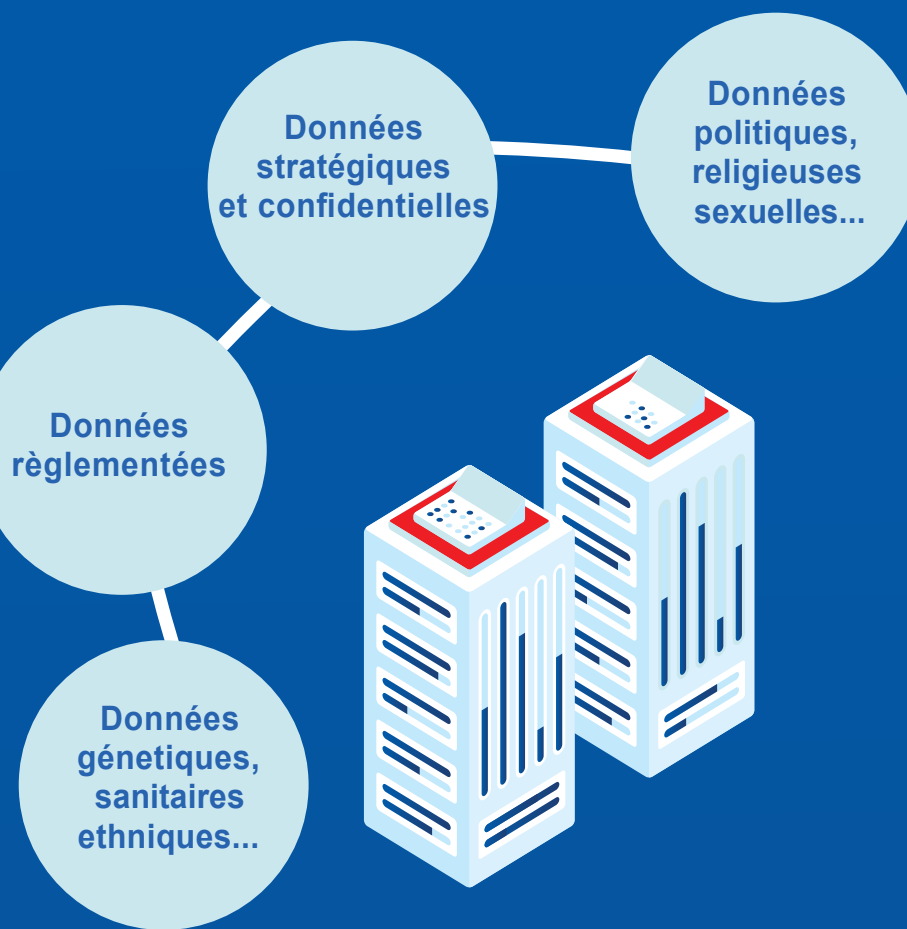 Données
stratégiques
et confidentielles
Données
politiques,
religieuses
sexuelles...
Données
règlementées
Données
génetiques,
sanitaires
ethniques...